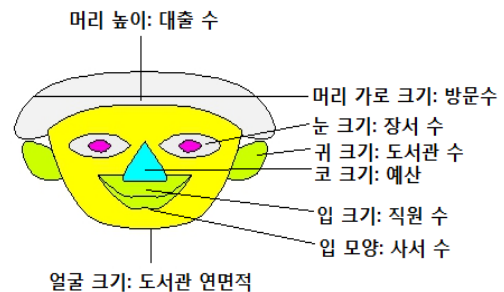 머리 높이: 대출 수
머리 가로 크기: 방문수
눈 크기: 장서 수
귀 크기: 도서관 수
코 크기: 예산
입 크기: 직원 수
입 모양: 사서 수
얼굴 크기: 도서관 연면적